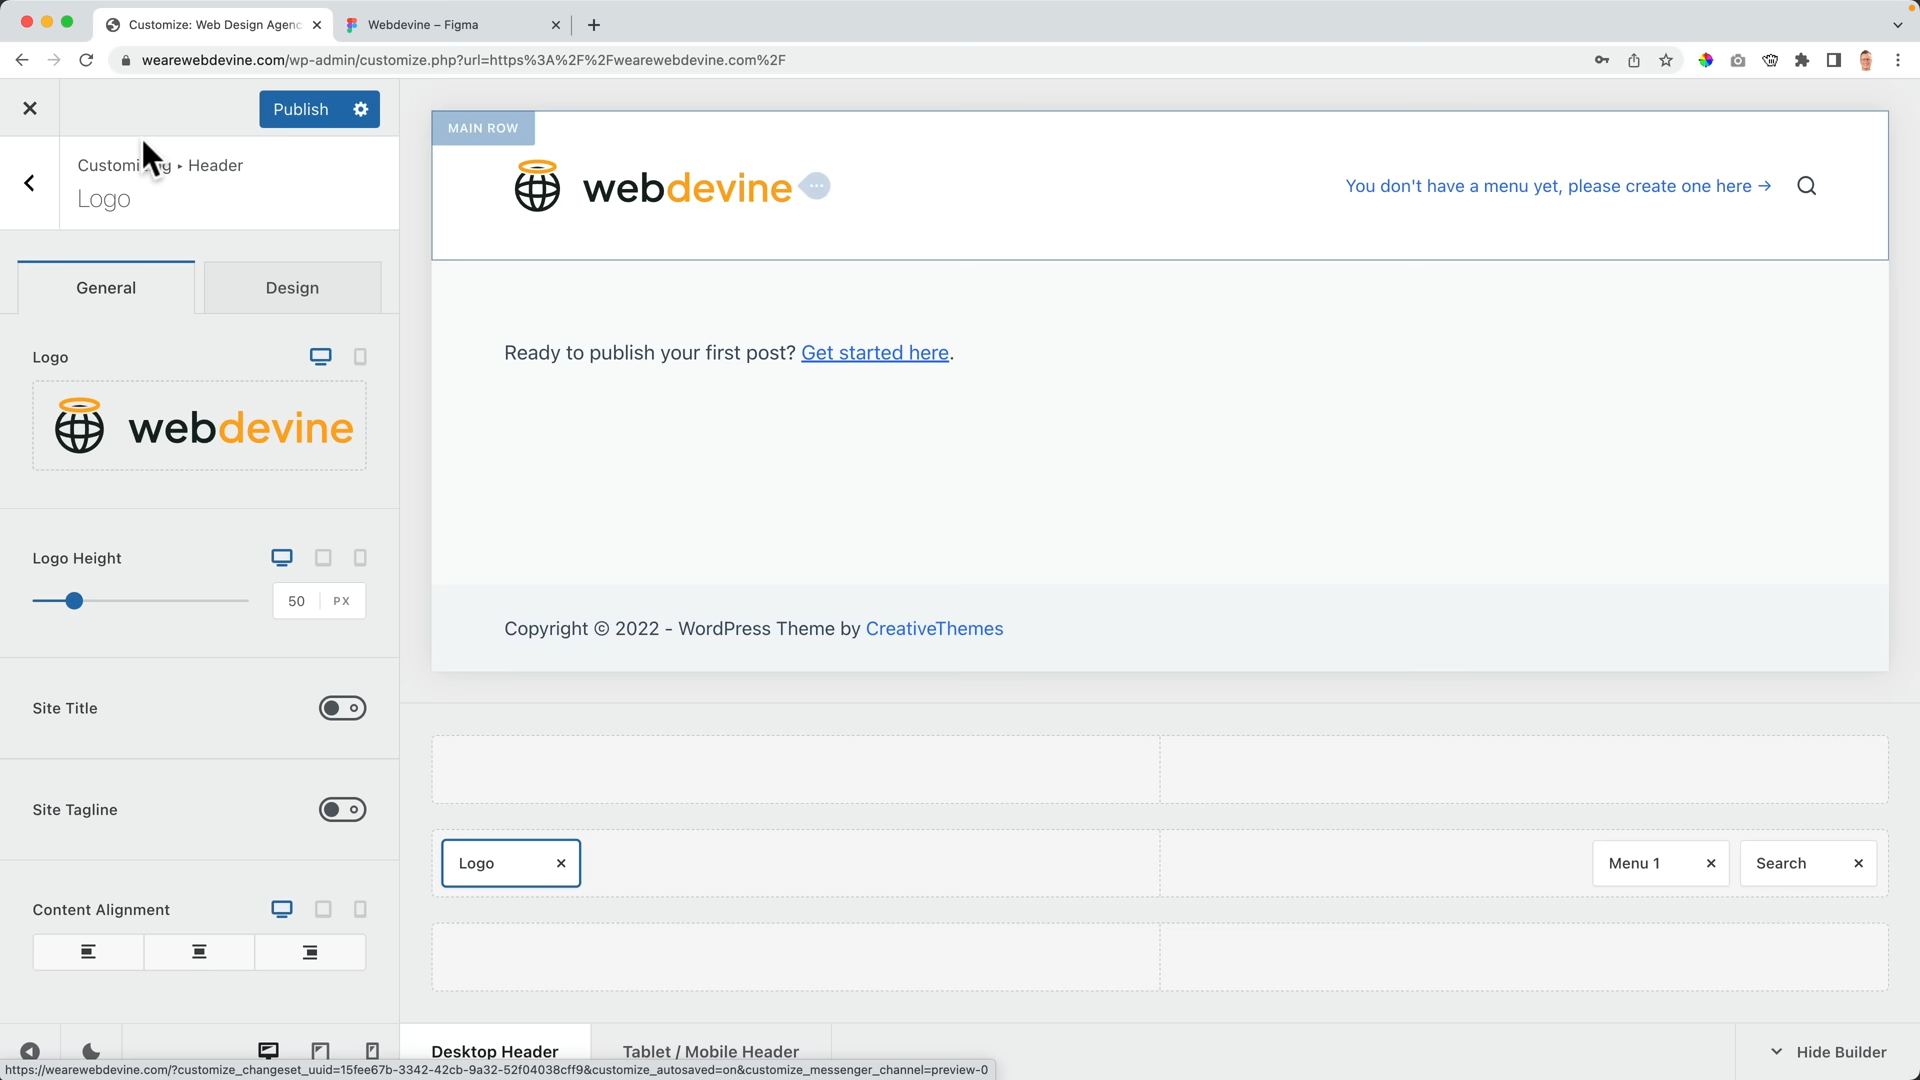 Customize: Web Design Agenc
Webdevine – Figma
wearewebdevine.com/wp-admin/customize.php?url=https%3A%2F%2Fwearewebdevine.com%2F
Publish
Customizing ▸ Header
Logo
General
Design
Logo
webdevine
Logo Height
50 PX
Site Title
Site Tagline
Content Alignment
MAIN ROW
webdevine
You don't have a menu yet, please create one here →
Ready to publish your first post? Get started here.
Copyright © 2022 - WordPress Theme by CreativeThemes
Logo
Menu 1
Search
Desktop Header
Tablet / Mobile Header
Hide Builder
https://wearewebdevine.com/?customize_changeset_uuid=15fee67b-3342-42cb-9a32-52f04038cff9&customize_autosaved=on&customize_messenger_channel=preview-0